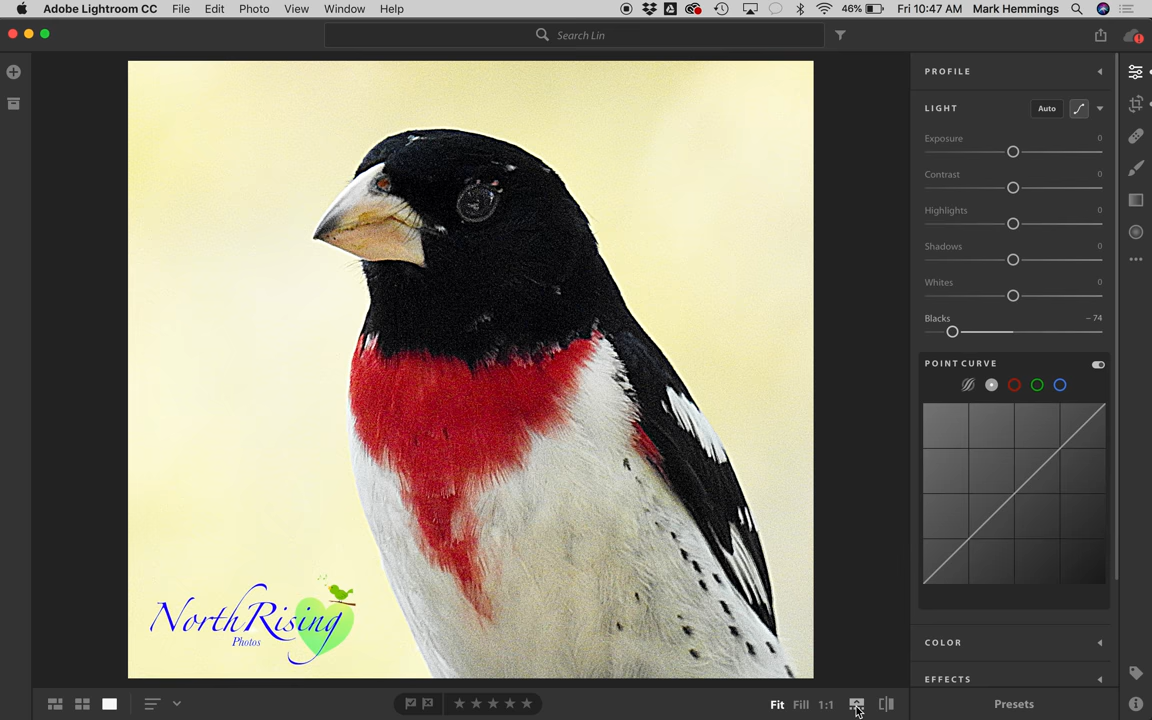 Adobe Lightroom CC File Edit Photo View Window Help 46% Fri 10:47 AM Mark Hemmings
Search Lin
PROFILE
LIGHT Auto
Exposure 0
Contrast 0
Highlights 0
Shadows 0
Whites 0
Blacks -74
POINT CURVE
NorthRising
Photos
COLOR
EFFECTS
Fit Fill 1:1 Presets